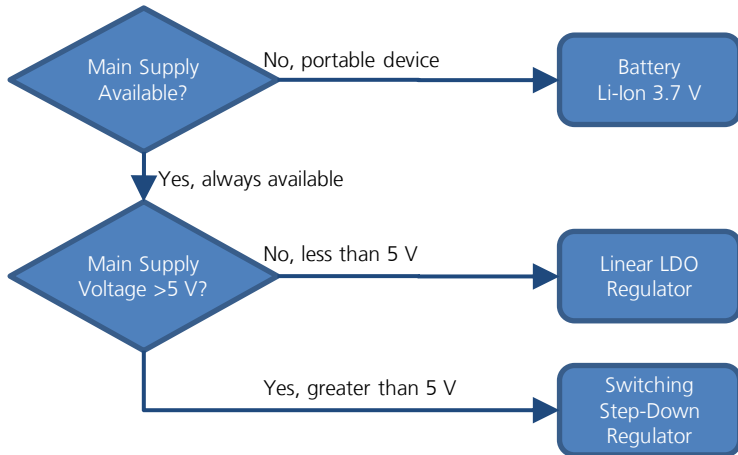 Main Supply
Available?
No, portable device
Battery
Li-Ion 3.7 V
Yes, always available
Main Supply
Voltage >5 V?
No, less than 5 V
Linear LDO
Regulator
Yes, greater than 5 V
Switching
Step-Down
Regulator